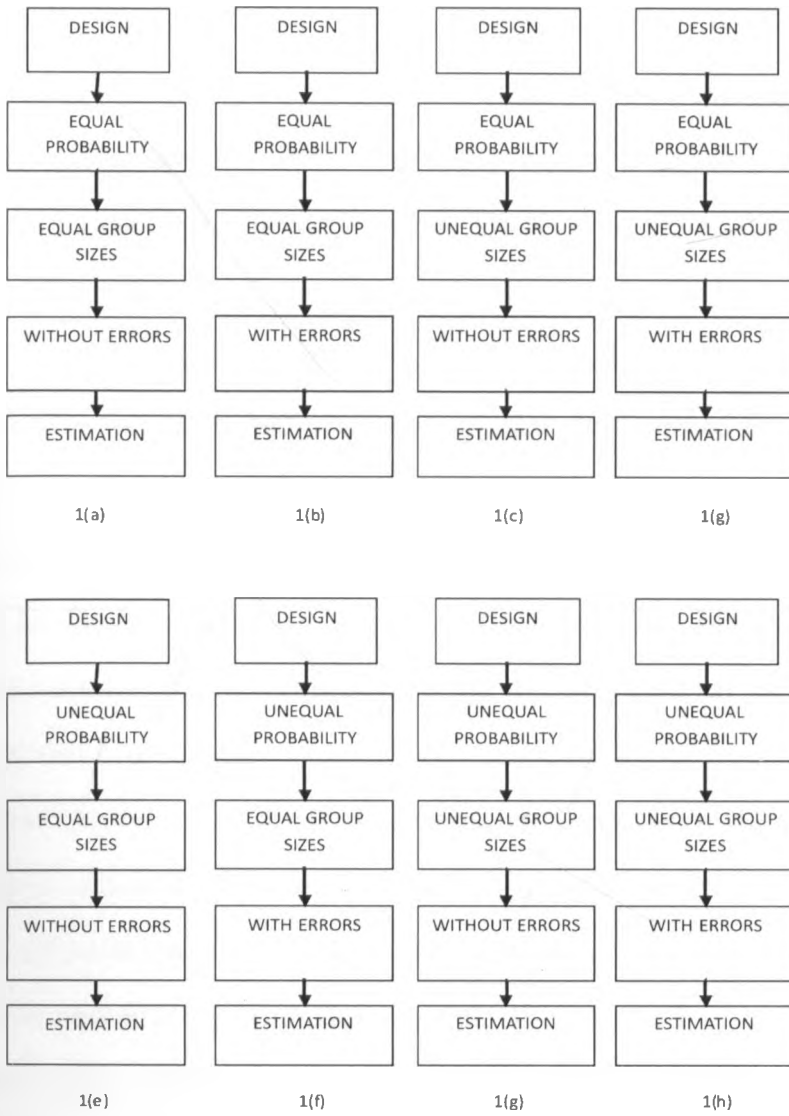 DESIGN
EQUAL
PROBABILITY
EQUAL GROUP
SIZES
WITHOUT ERRORS
ESTIMATION
1(a)
DESIGN
EQUAL
PROBABILITY
EQUAL GROUP
SIZES
WITH ERRORS
ESTIMATION
1(b)
DESIGN
EQUAL
PROBABILITY
UNEQUAL GROUP
SIZES
WITHOUT ERRORS
ESTIMATION
1(c)
DESIGN
EQUAL
PROBABILITY
UNEQUAL GROUP
SIZES
WITH ERRORS
ESTIMATION
1(g)
DESIGN
UNEQUAL
PROBABILITY
EQUAL GROUP
SIZES
WITHOUT ERRORS
ESTIMATION
1(e)
DESIGN
UNEQUAL
PROBABILITY
EQUAL GROUP
SIZES
WITH ERRORS
ESTIMATION
1(f)
DESIGN
UNEQUAL
PROBABILITY
UNEQUAL GROUP
SIZES
WITHOUT ERRORS
ESTIMATION
1(g)
DESIGN
UNEQUAL
PROBABILITY
UNEQUAL GROUP
SIZES
WITH ERRORS
ESTIMATION
1(h)